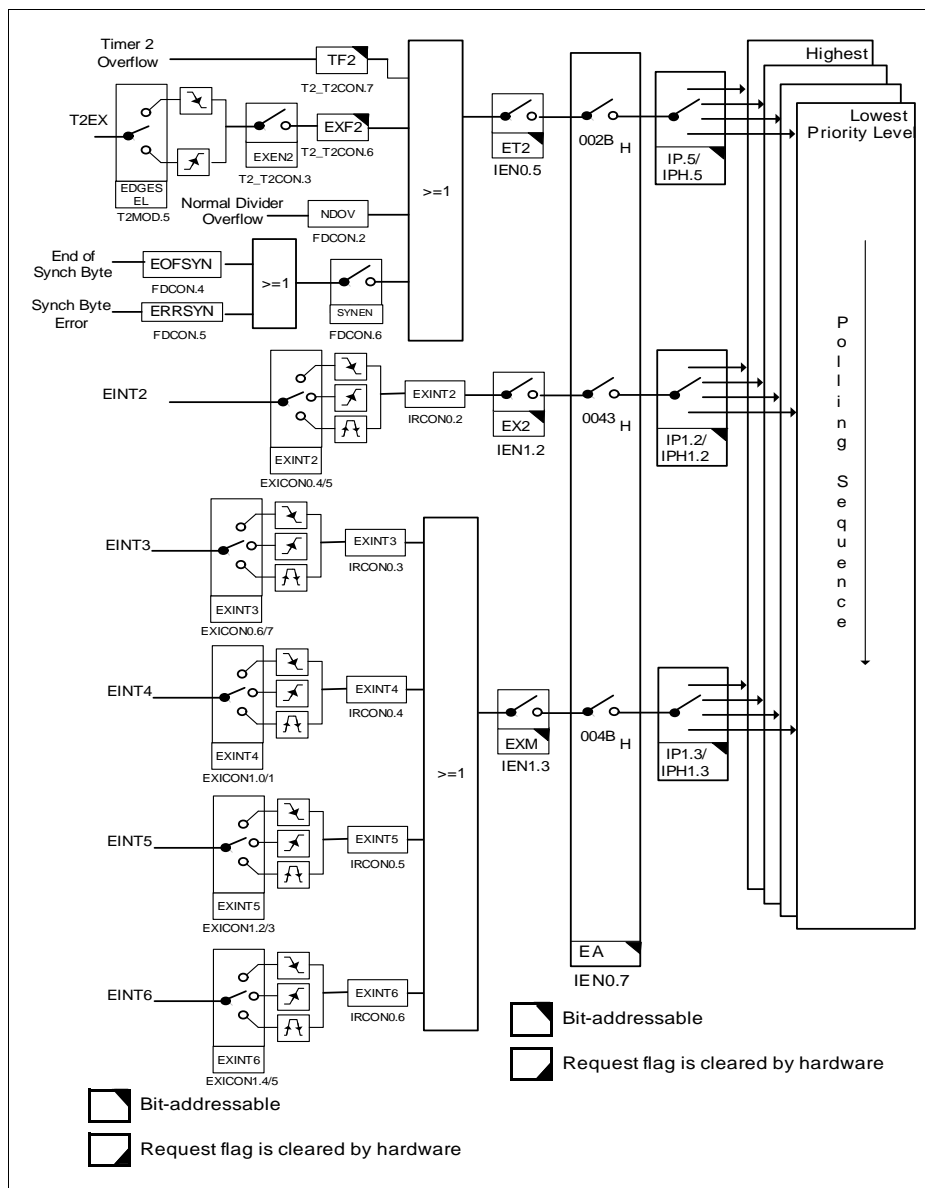 Timer 2
Overflow
TF2
T2_T2CON.7
T2EX
EDGES
EL
T2MOD.5
EXEN2
T2_T2CON.3
EXF2
T2_T2CON.6
Normal Divider
Overflow
NDOV
FDCON.2
End of
Synch Byte
EOFSYN
FDCON.4
Synch Byte
Error
ERRSYN
FDCON.5
>=1
SYNEN
FDCON.6
>=1
ET2
IEN0.5
002B H
IP.5/
IPH.5
Highest
Lowest
Priority Level
EINT2
EXINT2
EXICON0.4/5
EXINT2
IRCON0.2
EX2
IEN1.2
0043 H
IP1.2/
IPH1.2
Polling Sequence
EINT3
EXINT3
EXICON0.6/7
EXINT3
IRCON0.3
EINT4
EXINT4
EXICON1.0/1
EXINT4
IRCON0.4
>=1
EXM
IEN1.3
004B H
IP1.3/
IPH1.3
EINT5
EXINT5
EXICON1.2/3
EXINT5
IRCON0.5
EINT6
EXINT6
EXICON1.4/5
EXINT6
IRCON0.6
EA
IEN0.7
Bit-addressable
Request flag is cleared by hardware
Bit-addressable
Request flag is cleared by hardware